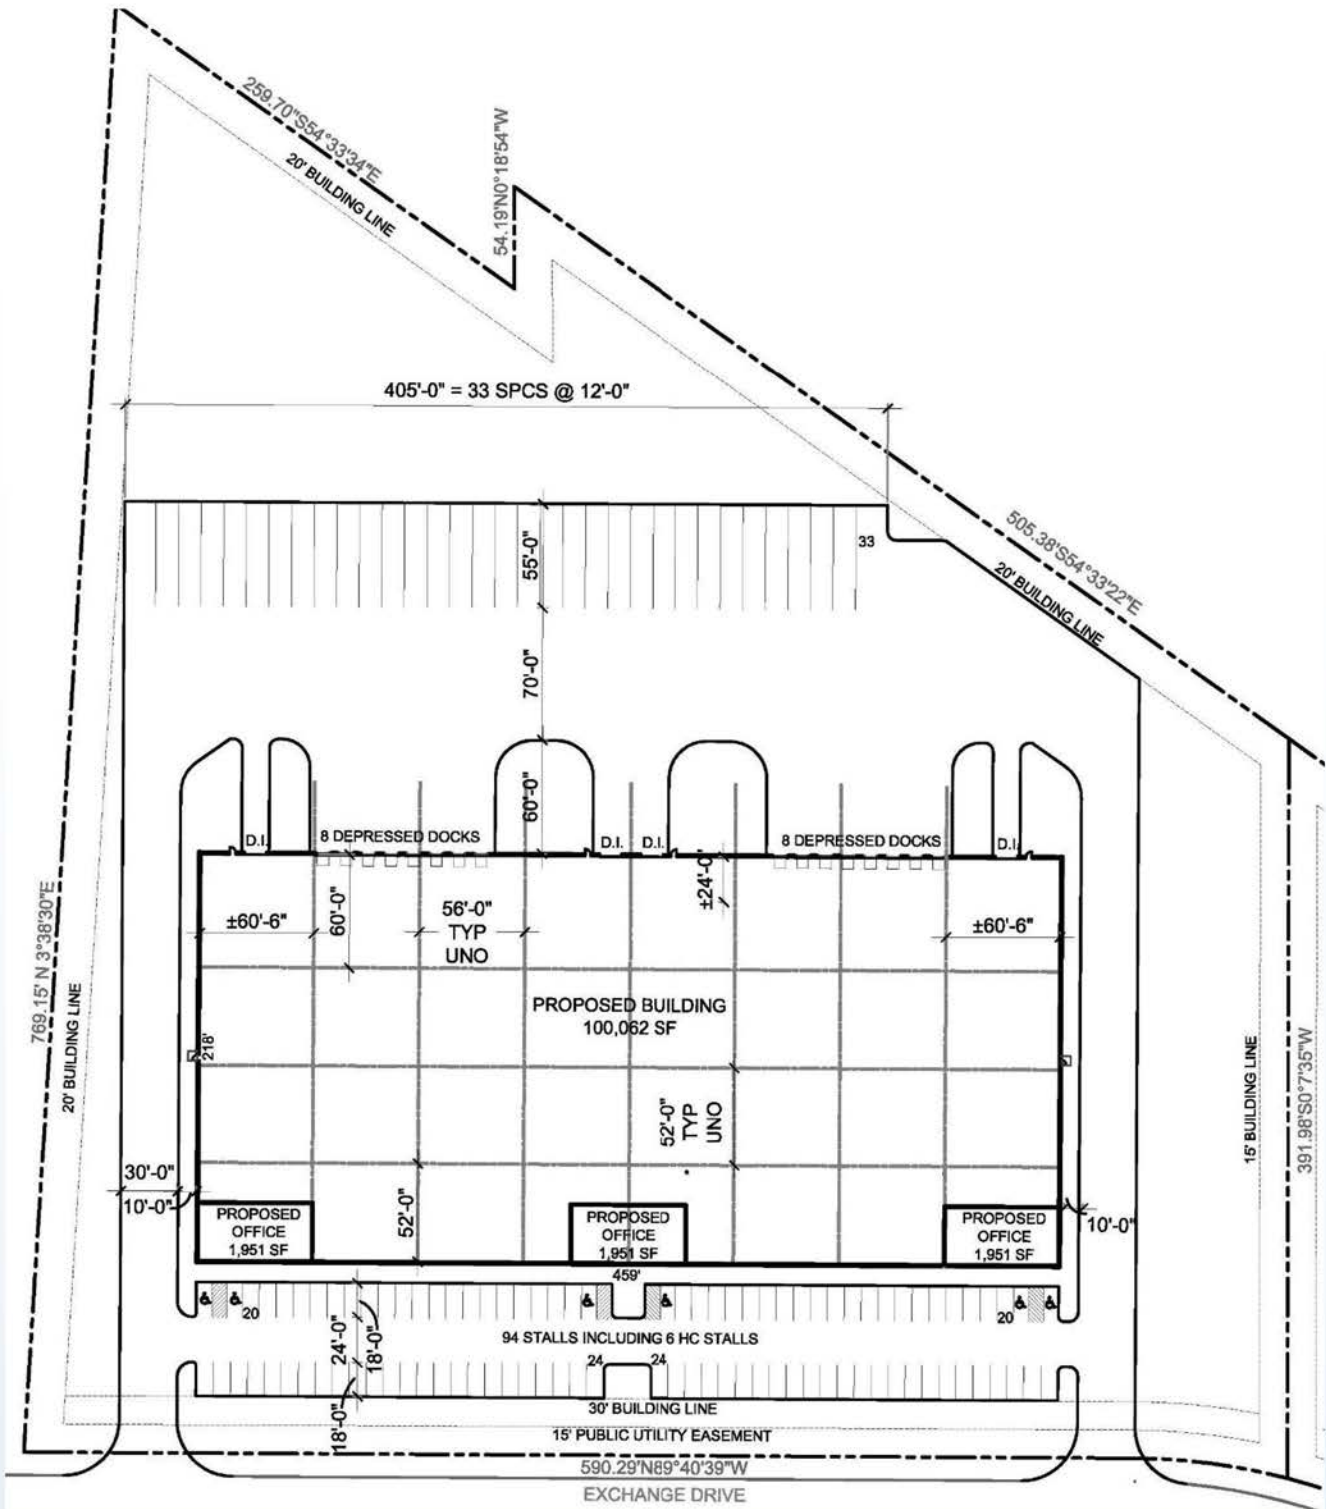 259.70"S54°33'34"E
20' BUILDING LINE
54.19'N0°18'54"W
405'-0" = 33 SPCS @ 12'-0"
505.38'S54°33'22"E
20' BUILDING LINE
33
55'-0"
70'-0"
60'-0"
D.I.
8 DEPRESSED DOCKS
D.I.
D.I.
8 DEPRESSED DOCKS
D.I.
±60'-6"
60'-0"
56'-0"
TYP
UNO
±24'-0"
±60'-6"
769.15' N 3°38'30"E
20' BUILDING LINE
218'
PROPOSED BUILDING
100,062 SF
52'-0"
TYP
UNO
15' BUILDING LINE
391.98'S0°7'35"W
30'-0"
10'-0"
PROPOSED
OFFICE
1,951 SF
52'-0"
PROPOSED
OFFICE
1,951 SF
PROPOSED
OFFICE
1,951 SF
10'-0"
459'
20
20
24'-0"
18'-0"
94 STALLS INCLUDING 6 HC STALLS
24
24
18'-0"
30' BUILDING LINE
15' PUBLIC UTILITY EASEMENT
590.29'N89°40'39"W
EXCHANGE DRIVE